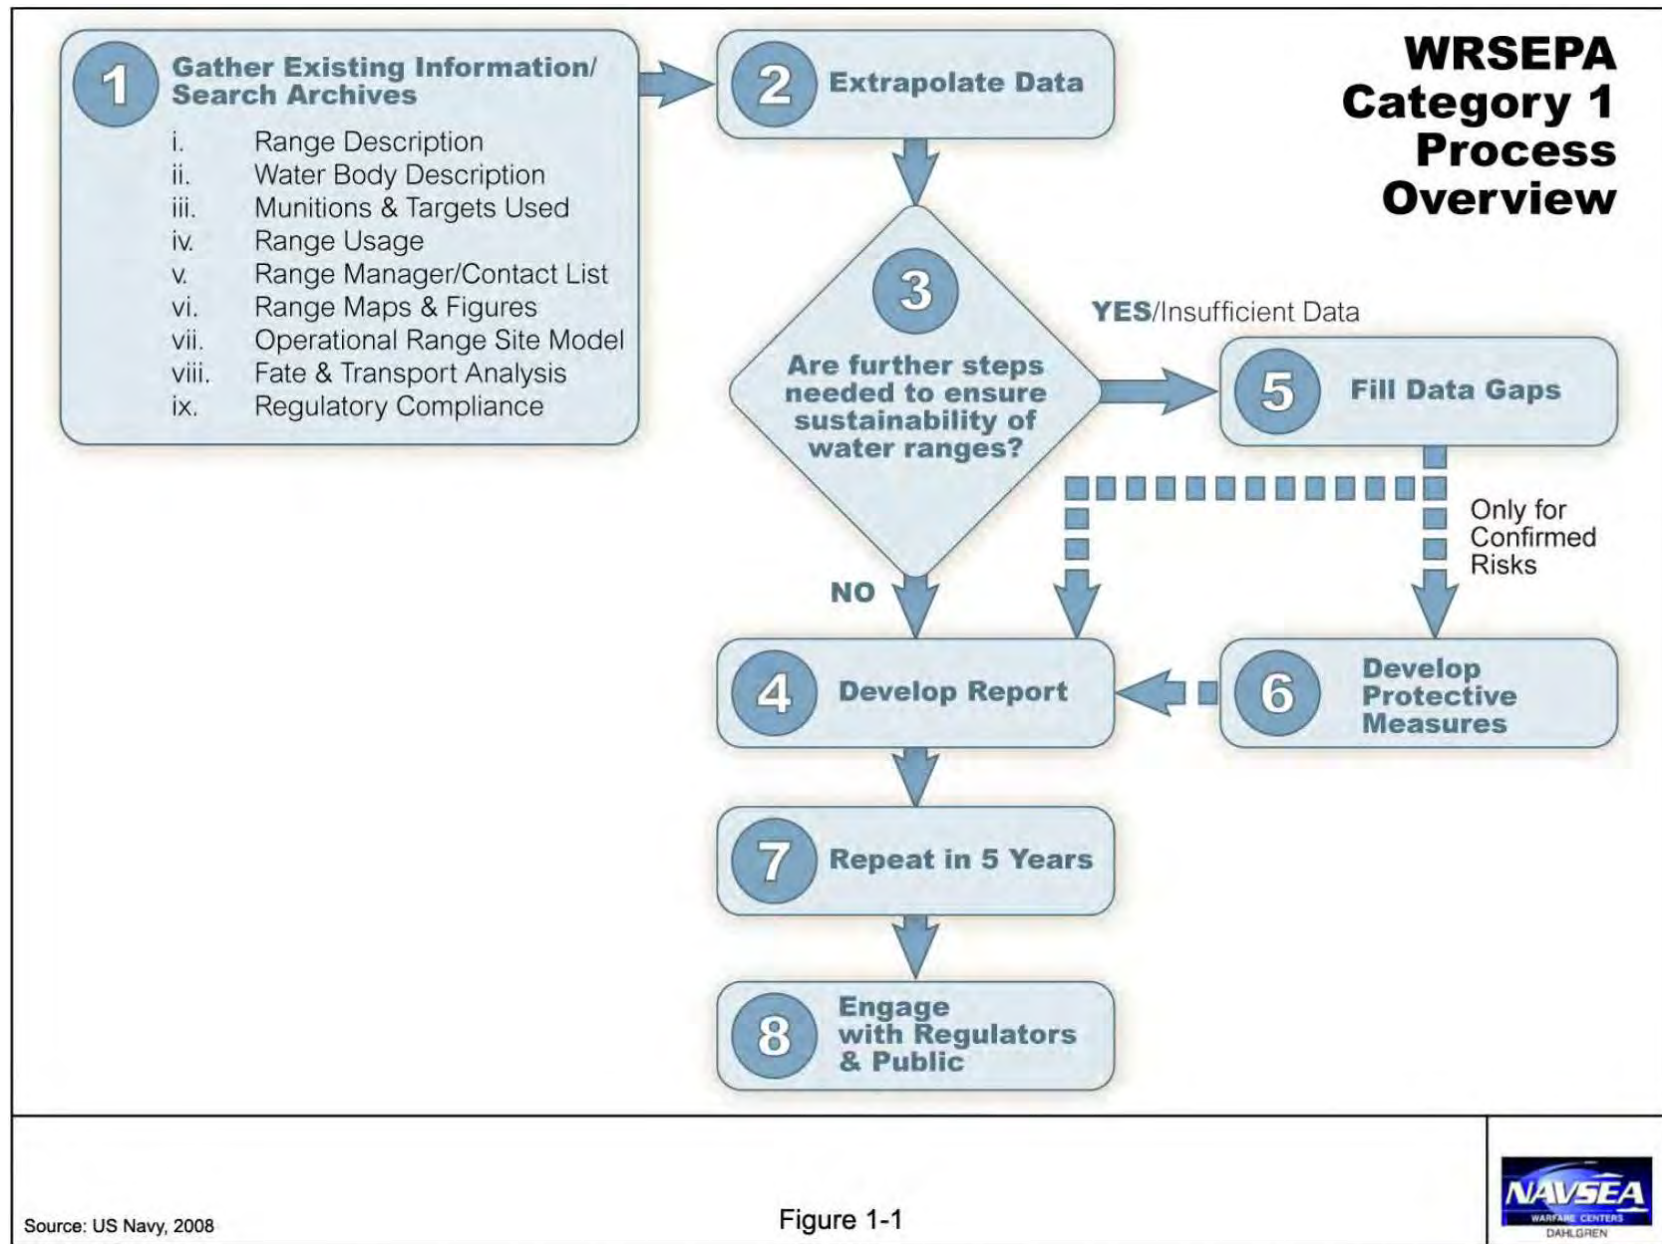 WRSEPA
Category 1
Process
Overview
1
Gather Existing Information/
Search Archives
i. Range Description
ii. Water Body Description
iii. Munitions & Targets Used
iv. Range Usage
v. Range Manager/Contact List
vi. Range Maps & Figures
vii. Operational Range Site Model
viii. Fate & Transport Analysis
ix. Regulatory Compliance
2
Extrapolate Data
3
Are further steps
needed to ensure
sustainability of
water ranges?
YES/Insufficient Data
5
Fill Data Gaps
Only for
Confirmed
Risks
NO
4
Develop Report
6
Develop
Protective
Measures
7
Repeat in 5 Years
8
Engage
with Regulators
& Public
Source: US Navy, 2008
Figure 1-1
NAVSEA
WARFARE CENTERS
DAHLGREN